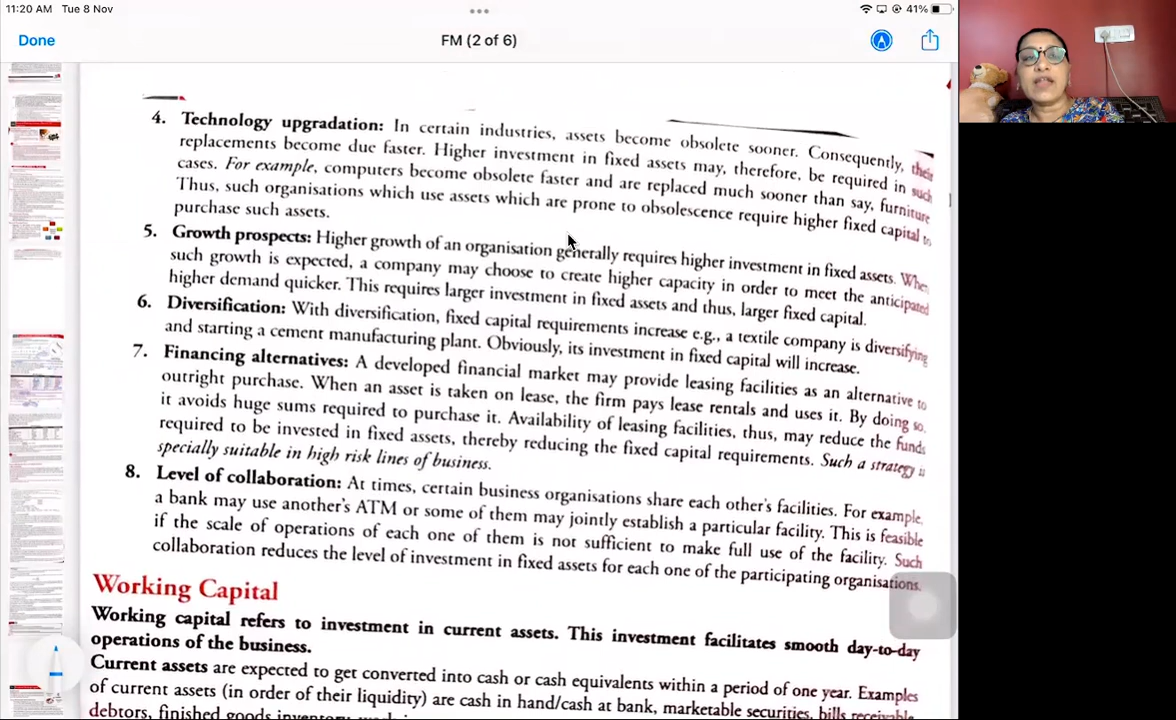 11:20 AM Tue 8 Nov
41%
Done
FM (2 of 6)
4. Technology upgradation: In certain industries, assets become obsolete sooner. Consequently, their
replacements become due faster. Higher investment in fixed assets may, therefore, be required in such
cases. For example, computers become obsolete faster and are replaced much sooner than say, furniture
Thus, such organisations which use assets which are prone to obsolescence require higher fixed capital to
purchase such assets.
5. Growth prospects: Higher growth of an organisation generally requires higher investment in fixed assets. When
such growth is expected, a company may choose to create higher capacity in order to meet the anticipated
higher demand quicker. This requires larger investment in fixed assets and thus, larger fixed capital.
6. Diversification: With diversification, fixed capital requirements increase e.g., a textile company is diversifying
and starting a cement manufacturing plant. Obviously, its investment in fixed capital will increase.
7. Financing alternatives: A developed financial market may provide leasing facilities as an alternative to
outright purchase. When an asset is taken on lease, the firm pays lease rentals and uses it. By doing so,
it avoids huge sums required to purchase it. Availability of leasing facilities, thus, may reduce the funds
required to be invested in fixed assets, thereby reducing the fixed capital requirements. Such a strategy is
specially suitable in high risk lines of business.
8. Level of collaboration: At times, certain business organisations share each other's facilities. For example,
a bank may use another's ATM or some of them may jointly establish a particular facility. This is feasible
if the scale of operations of each one of them is not sufficient to make full use of the facility. Such
collaboration reduces the level of investment in fixed assets for each one of the participating organisations.
Working Capital
Working capital refers to investment in current assets. This investment facilitates smooth day-to-day
operations of the business.
Current assets are expected to get converted into cash or cash equivalents within a period of one year. Examples
of current assets (in order of their liquidity) are cash in hand/cash at bank, marketable securities, bills receivable,
debtors, finished goods inventory,